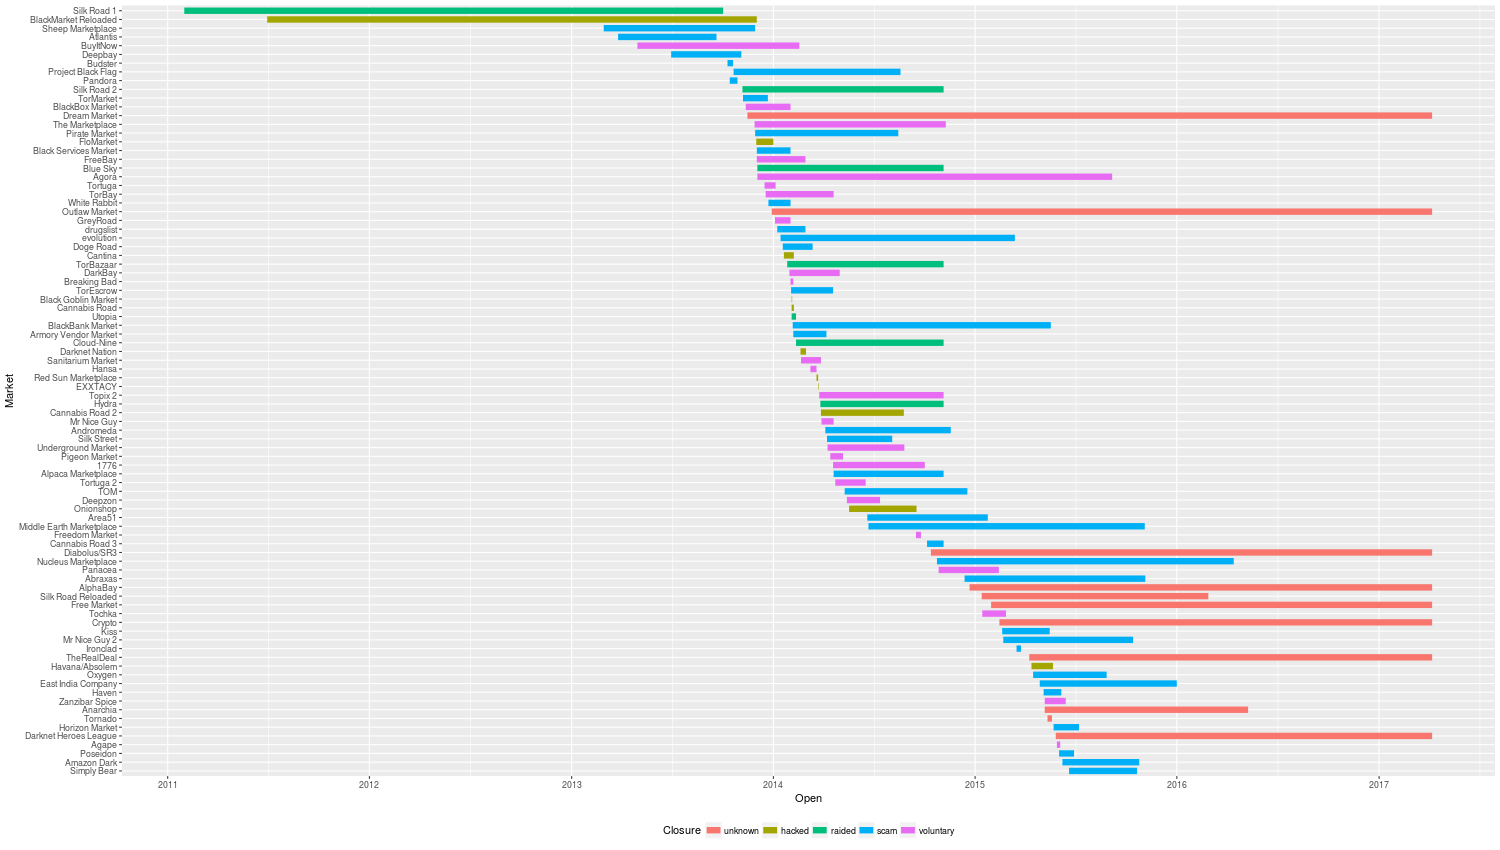 Silk Road 1
BlackMarket Reloaded
Sheep Marketplace
Atlantis
BuyItNow
Deepbay
Budster
Project Black Flag
Pandora
Silk Road 2
TorMarket
BlackBox Market
Dream Market
The Marketplace
Pirate Market
FloMarket
Black Services Market
FreeBay
Blue Sky
Agora
Tortuga
TorBay
White Rabbit
Outlaw Market
GreyRoad
drugslist
evolution
Doge Road
Cantina
TorBazaar
DarkBay
Breaking Bad
TorEscrow
Black Goblin Market
Cannabis Road
Utopia
BlackBank Market
Armory Vendor Market
Cloud-Nine
Darknet Nation
Sanitarium Market
Hansa
Red Sun Marketplace
EXXTACY
Topix 2
Hydra
Cannabis Road 2
Mr Nice Guy
Andromeda
Silk Street
Underground Market
Pigeon Market
1776
Alpaca Marketplace
Tortuga 2
TOM
Deepzon
Onionshop
Area51
Middle Earth Marketplace
Freedom Market
Cannabis Road 3
Diabolus/SR3
Nucleus Marketplace
Panacea
Abraxas
AlphaBay
Silk Road Reloaded
Free Market
Tochka
Crypto
Kiss
Mr Nice Guy 2
Ironclad
TheRealDeal
Havana/Absolem
Oxygen
East India Company
Haven
Zanzibar Spice
Anarchia
Tornado
Horizon Market
Darknet Heroes League
Agape
Poseidon
Amazon Dark
Simply Bear
Market
2011 2012 2013 2014 2015 2016 2017
Open
Closure unknown hacked raided scam voluntary